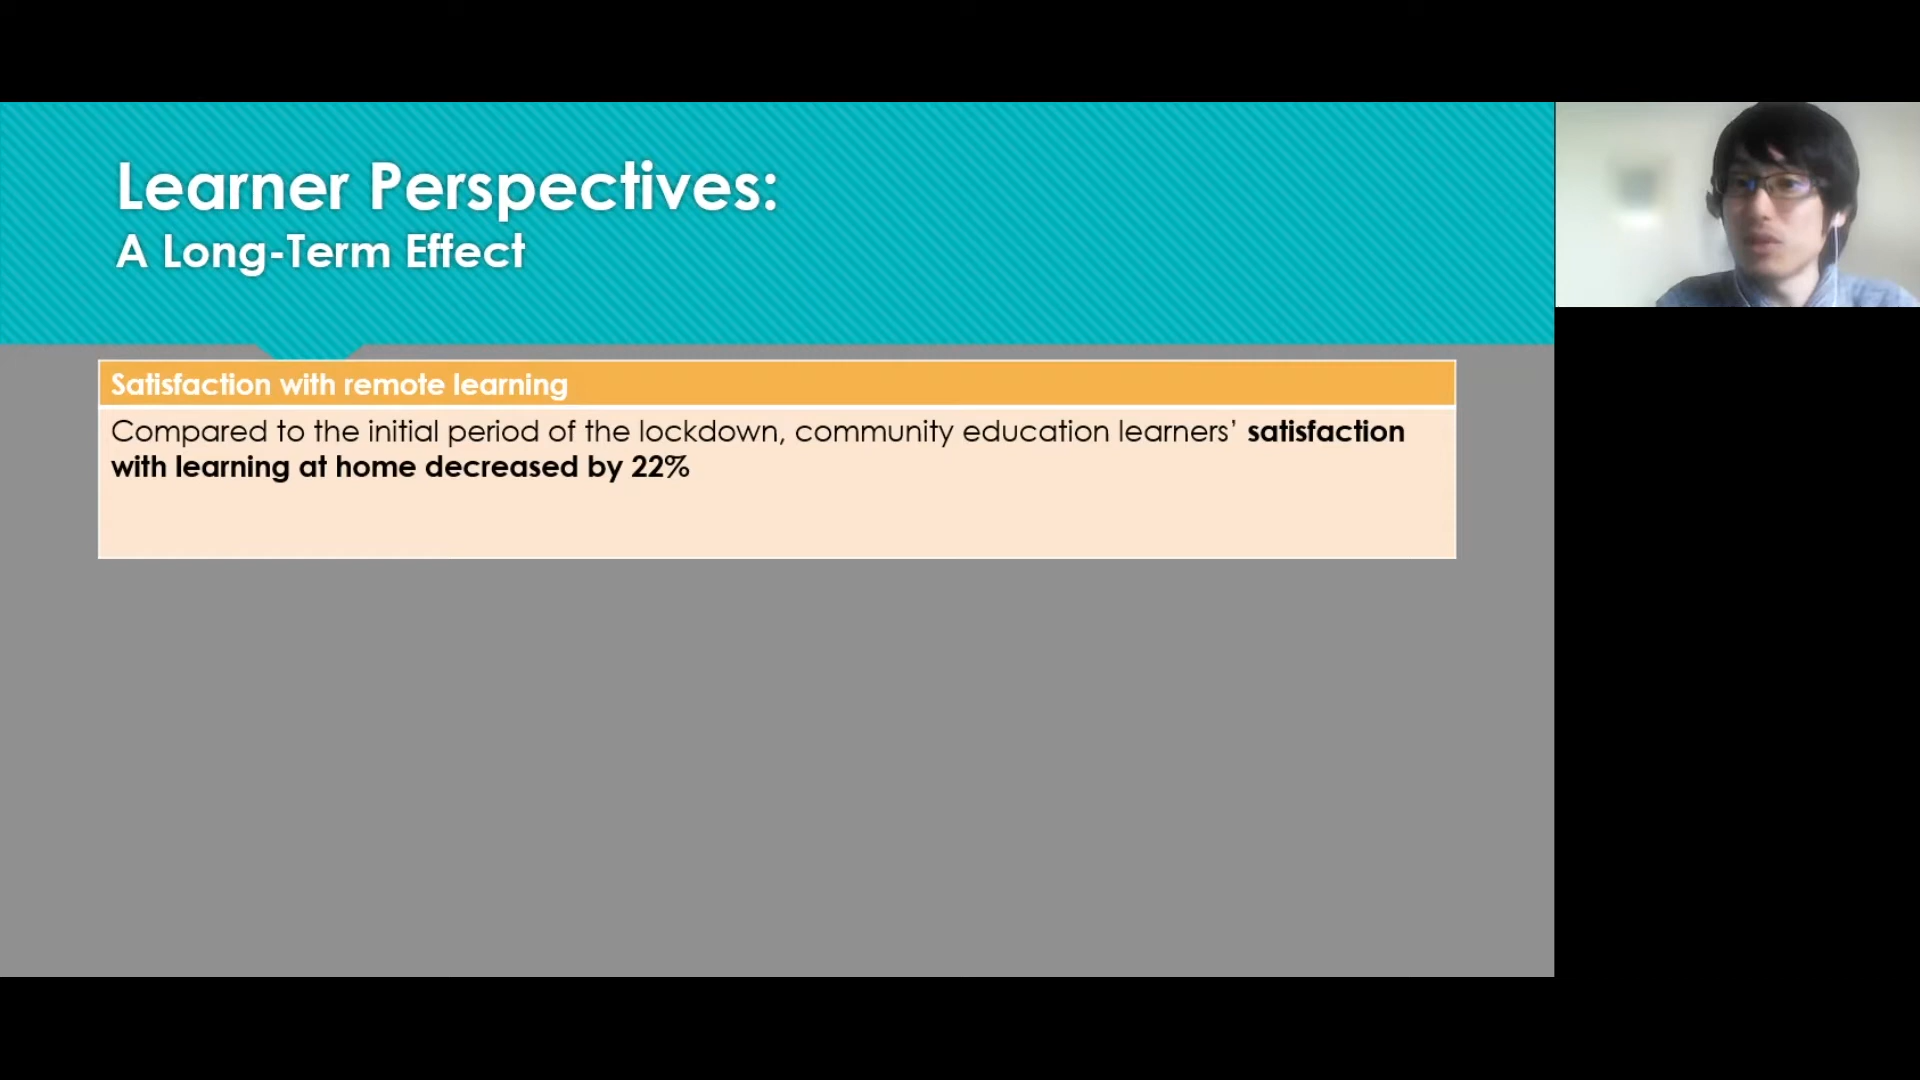 Learner Perspectives:
A Long-Term Effect
Satisfaction with remote learning
Compared to the initial period of the lockdown, community education learners’ satisfaction
with learning at home decreased by 22%